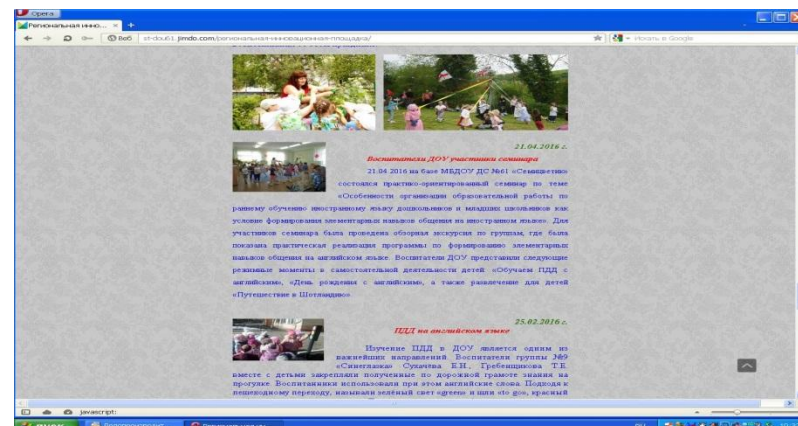 Opera
Региональная инно...
Веб
st-dou61.jimdo.com/региональная-инновационная-площадка/
Искать в Google
21.04.2016 г.
Воспитатели ДОУ участники семинара
21.04 2016 на базе МБДОУ ДС №61 «Семицветик»
состоялся практико-ориентированный семинар по теме
«Особенности организации образовательной работы по
раннему обучению иностранному языку дошкольников и младших школьников как
условие формирования элементарных навыков общения на иностранном языке». Для
участников семинара была проведена обзорная экскурсия по группам, где была
показана практическая реализация программы по формированию элементарных
навыков общения на английском языке. Воспитатели ДОУ представили следующие
режимные моменты в самостоятельной деятельности детей «Обучаем ПДД с
английским», «День рождения с английским», а также развлечение для детей
«Путешествие в Шотландию».
25.02.2016 г.
ПДД на английском языке
Изучение ПДД в ДОУ является одним из
важнейших направлений. Воспитатели группы №9
«Синеглазка» Сухачева Е.Н., Гребенщикова Т.Е.
вместе с детьми закрепляли полученные по дорожной грамоте знания на
прогулке. Воспитанники использовали при этом английские слова. Подходя к
пешеходному переходу, называли зелёный свет «green» и шли «to go», красный
javascript: